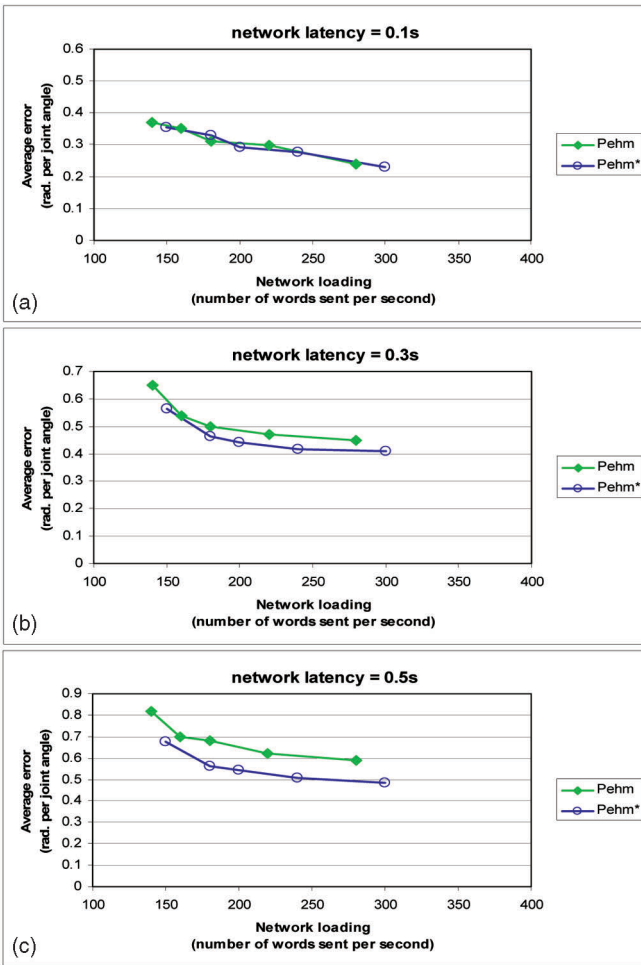 network latency = 0.1s
Average error
(rad. per joint angle)
0.6
0.5
0.4
0.3
0.2
0.1
0
100 150 200 250 300 350 400
Network loading
(number of words sent per second)
Pehm
Pehm*
(a)
network latency = 0.3s
Average error
(rad. per joint angle)
0.7
0.6
0.5
0.4
0.3
0.2
0.1
0
100 150 200 250 300 350 400
Network loading
(number of words sent per second)
Pehm
Pehm*
(b)
network latency = 0.5s
Average error
(rad. per joint angle)
0.9
0.8
0.7
0.6
0.5
0.4
0.3
0.2
0.1
0
100 150 200 250 300 350 400
Network loading
(number of words sent per second)
Pehm
Pehm*
(c)